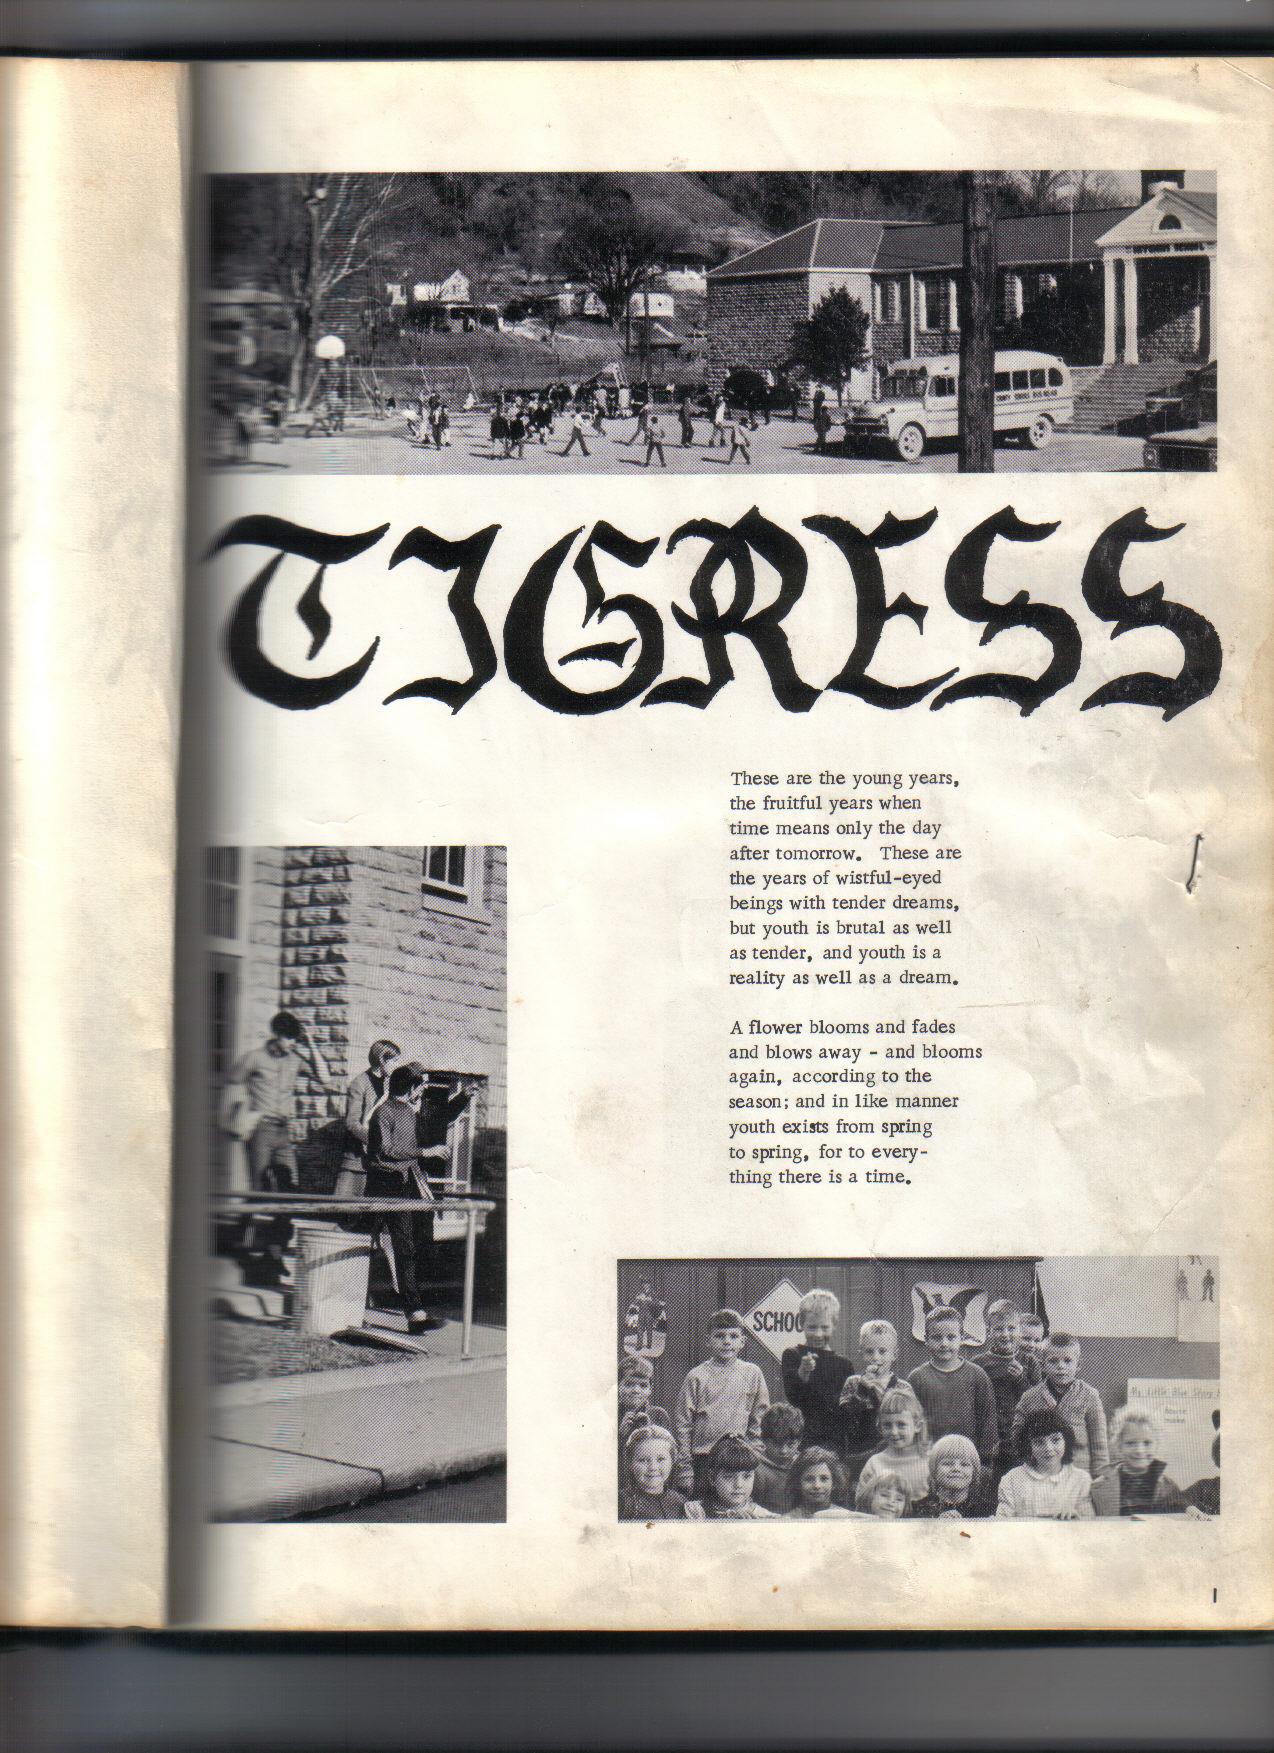 TIGRESS
These are the young years,
the fruitful years when
time means only the day
after tomorrow. These are
the years of wistful-eyed
beings with tender dreams,
but youth is brutal as well
as tender, and youth is a
reality as well as a dream.
A flower blooms and fades
and blows away - and blooms
again, according to the
season; and in like manner
youth exists from spring
to spring, for to every-
thing there is a time.
SCHOO
My Little Blue Story
1